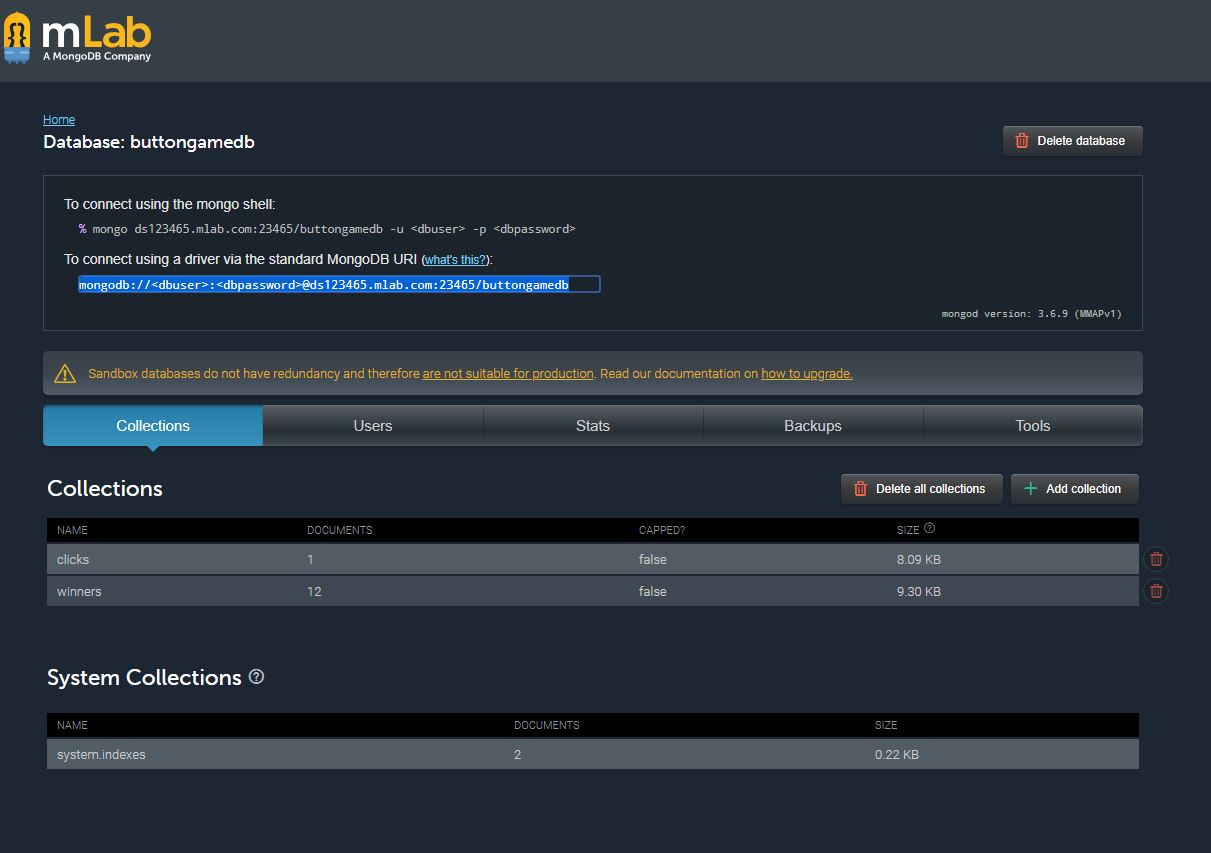 mLab
A MongoDB Company
Home
Database: buttongamedb
Delete database
To connect using the mongo shell:
% mongo ds123465.mlab.com:23465/buttongamedb -u <dbuser> -p <dbpassword>
To connect using a driver via the standard MongoDB URI (what's this?):
mongodb://<dbuser>:<dbpassword>@ds123465.mlab.com:23465/buttongamedb
mongod version: 3.6.9 (MMAPv1)
Sandbox databases do not have redundancy and therefore are not suitable for production. Read our documentation on how to upgrade.
Collections Users Stats Backups Tools
Collections
Delete all collections
+ Add collection
NAME DOCUMENTS CAPPED? SIZE ?
clicks 1 false 8.09 KB
winners 12 false 9.30 KB
System Collections ?
NAME DOCUMENTS SIZE
system.indexes 2 0.22 KB